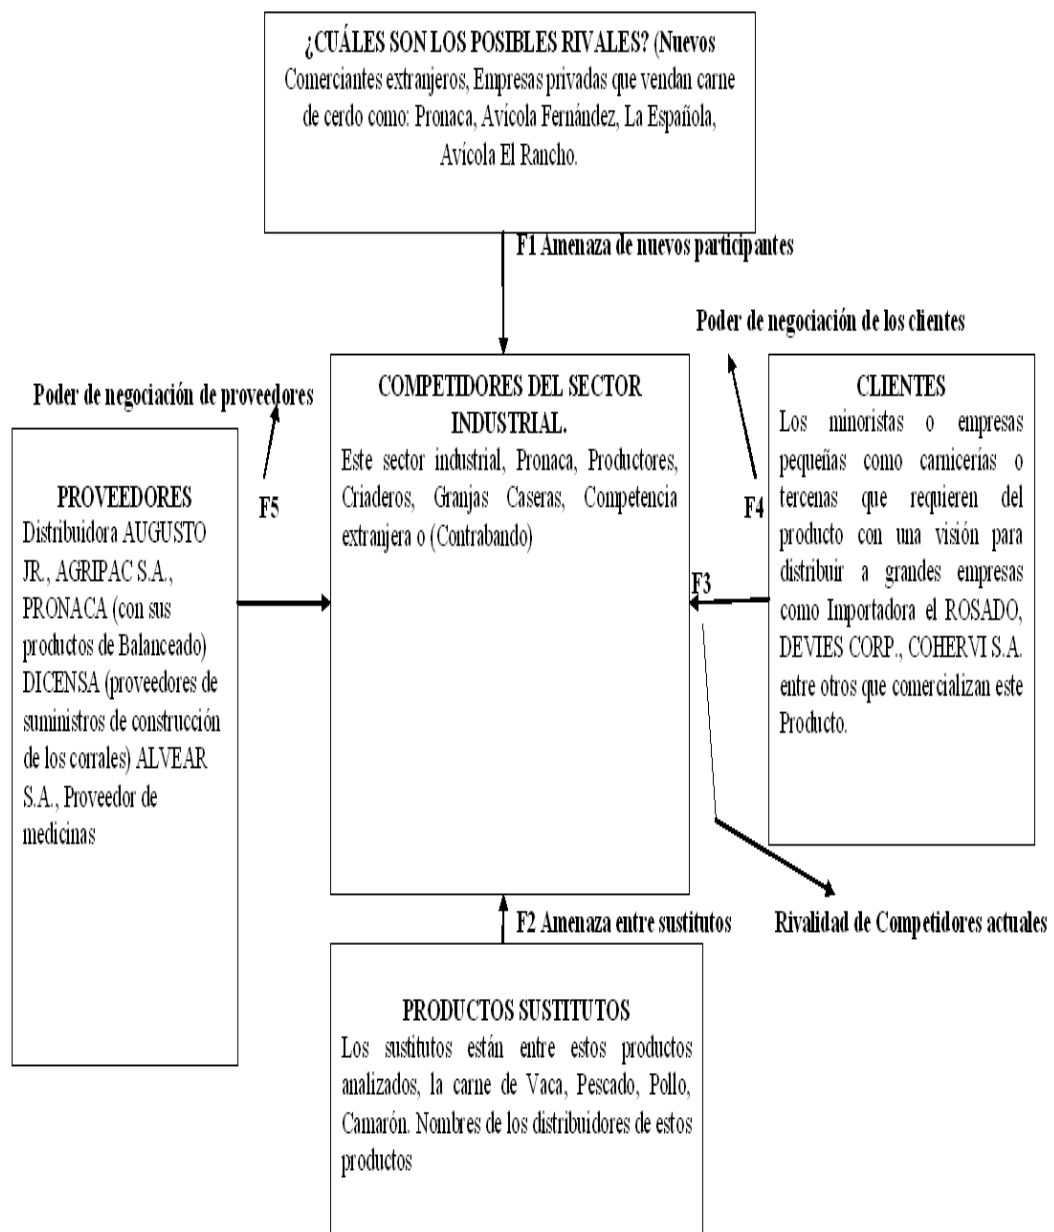 ¿CUÁLES SON LOS POSIBLES RIVALES? (Nuevos
Comerciantes extranjeros, Empresas privadas que vendan carne
de cerdo como: Pronaca, Avícola Fernández, La Española,
Avícola El Rancho.
F1 Amenaza de nuevos participantes
Poder de negociación de los clientes
Poder de negociación de proveedores
F5
PROVEEDORES
Distribuidora AUGUSTO
JR., AGRIPAC S.A.,
PRONACA (con sus
productos de Balanceado)
DICENSA (proveedores de
suministros de construcción
de los corrales) ALVEAR
S.A., Proveedor de
medicinas
COMPETIDORES DEL SECTOR
INDUSTRIAL.
Este sector industrial, Pronaca, Productores,
Criaderos, Granjas Caseras, Competencia
extranjera o (Contrabando)
F4
F3
CLIENTES
Los minoristas o empresas
pequeñas como carnicerías o
tercenas que requieren del
producto con una visión para
distribuir a grandes empresas
como Importadora el ROSADO,
DEVIES CORP., COHERVI S.A.
entre otros que comercializan este
Producto.
F2 Amenaza entre sustitutos
Rivalidad de Competidores actuales
PRODUCTOS SUSTITUTOS
Los sustitutos están entre estos productos
analizados, la carne de Vaca, Pescado, Pollo,
Camarón. Nombres de los distribuidores de estos
productos